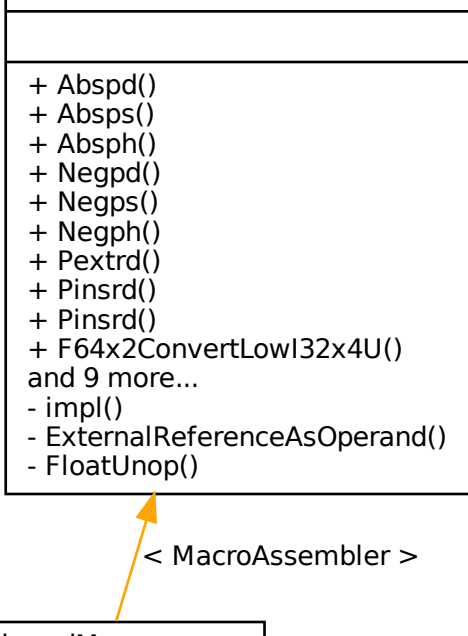 + Abspd()
+ Absps()
+ Absph()
+ Negpd()
+ Negps()
+ Negph()
+ Pextrd()
+ Pinsrd()
+ Pinsrd()
+ F64x2ConvertLowI32x4U()
and 9 more...
- impl()
- ExternalReferenceAsOperand()
- FloatUnop()
< MacroAssembler >